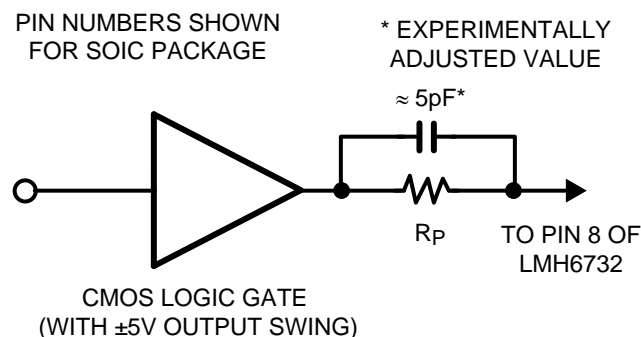 PIN NUMBERS SHOWN
FOR SOIC PACKAGE
* EXPERIMENTALLY
ADJUSTED VALUE
≈ 5pF*
RP
TO PIN 8 OF
LMH6732
CMOS LOGIC GATE
(WITH ±5V OUTPUT SWING)